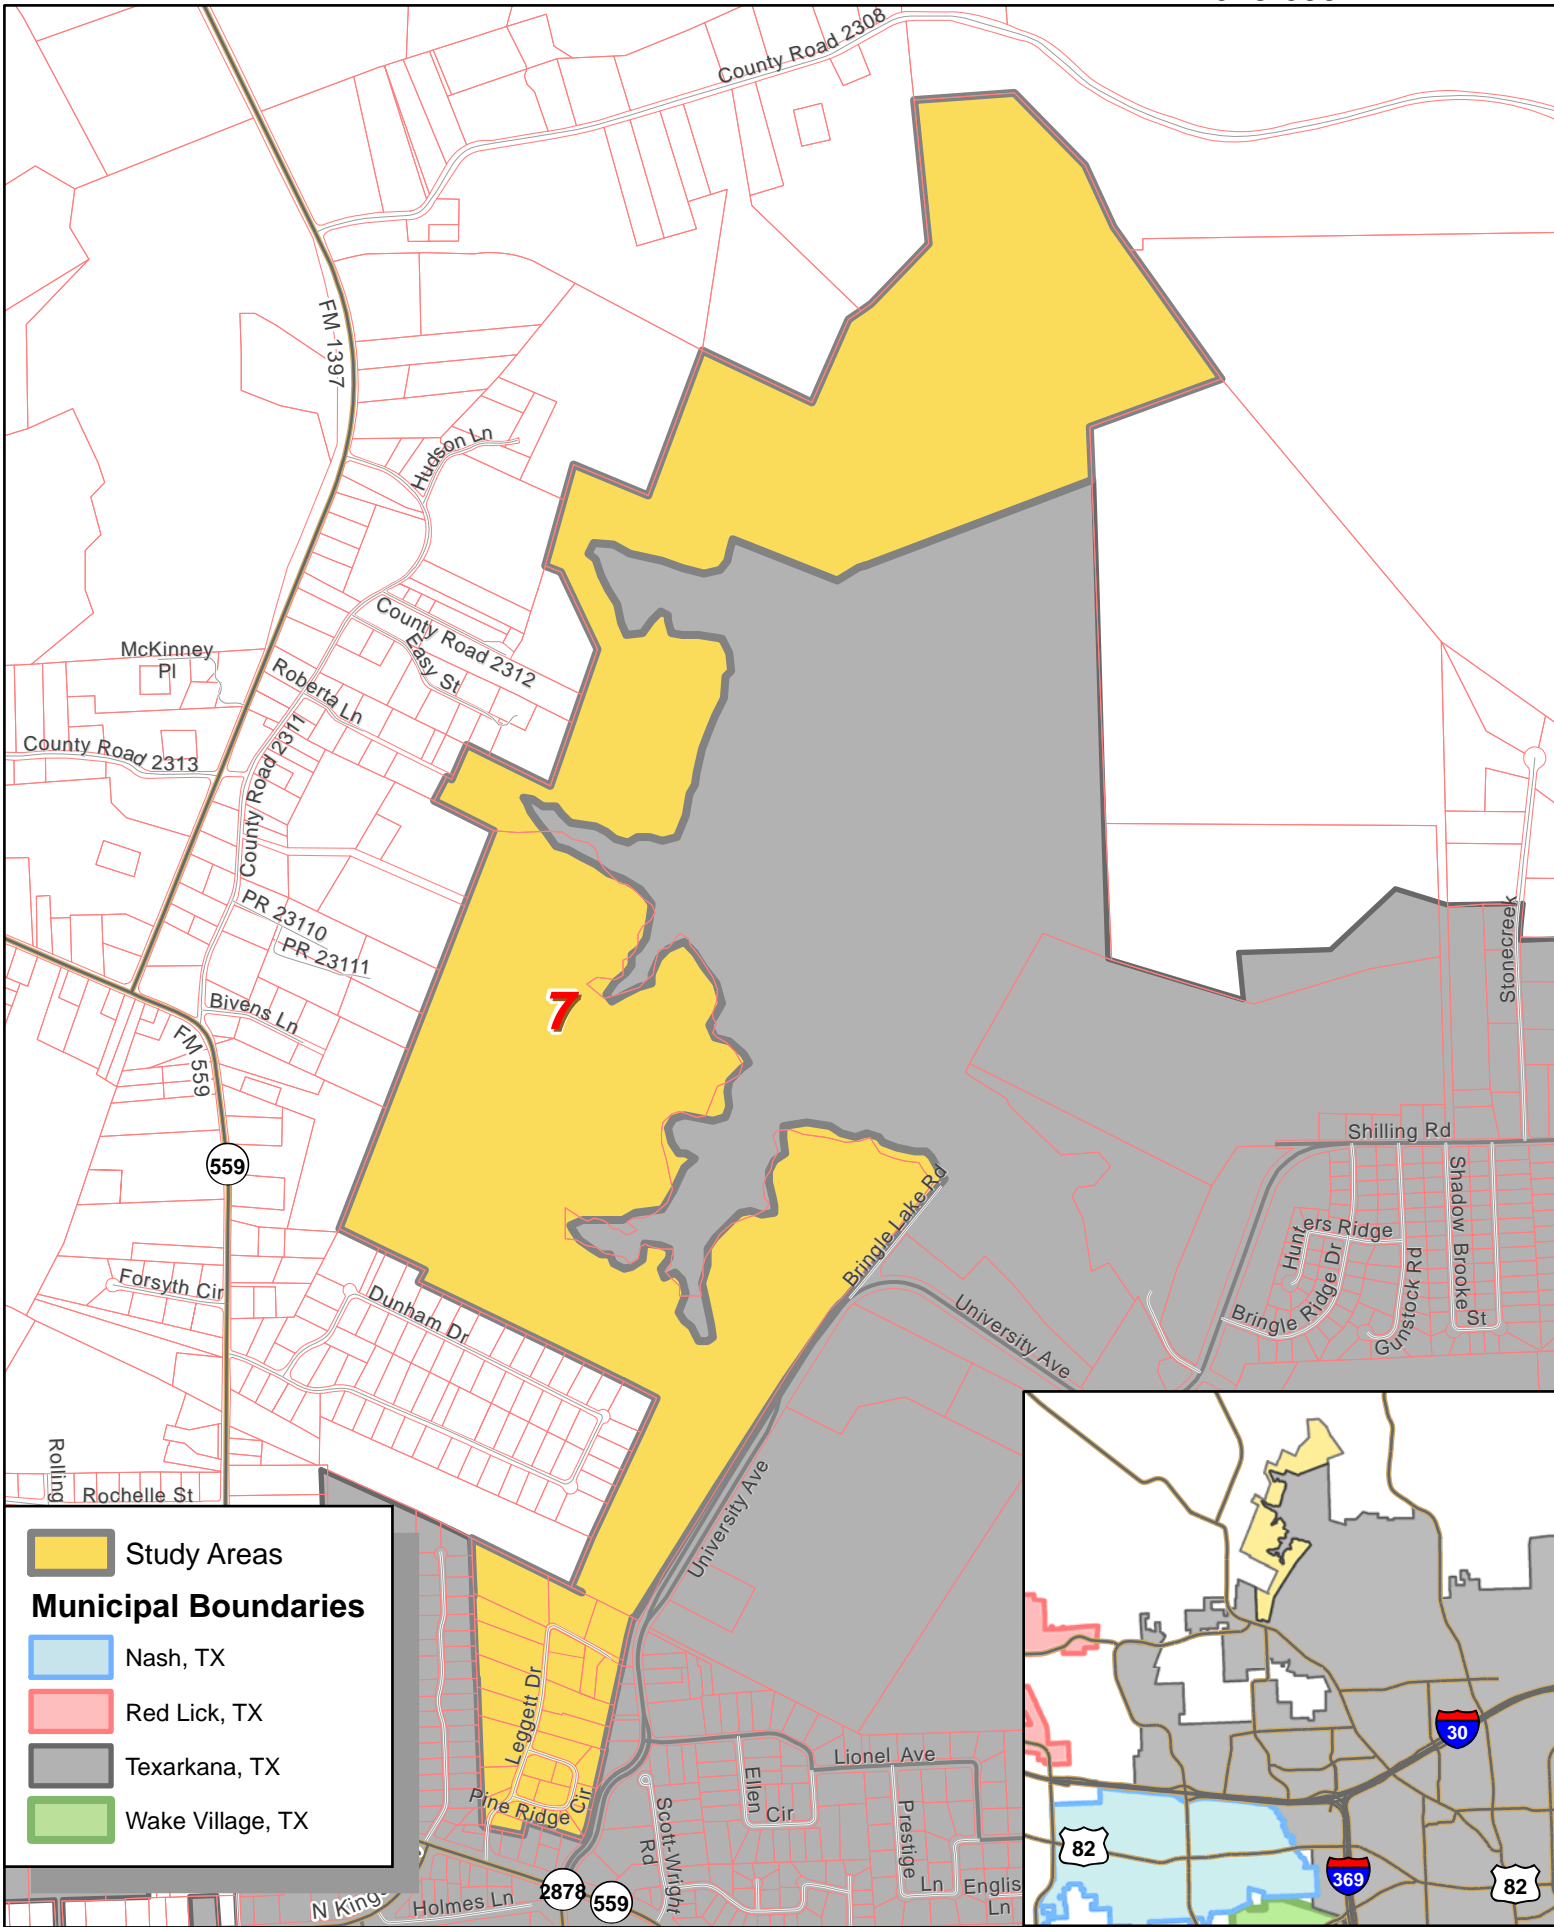 County Road 2308
FM 1397
Hudson Ln
County Road 2312
Easy St
McKinney
Pl
Roberta Ln
County Road 2313
County Road 2311
PR 23110
PR 23111
Bivens Ln
FM 559
7
Stonecreek
559
Shilling Rd
Shadow Brooke
St
Hunters Ridge
Bringle Ridge Dr
Gunstock Rd
Bringle Lake Rd
University Ave
Forsyth Cir
Dunham Dr
Rolling
Rochelle St
University Ave
Leggett Dr
Pine Ridge Cir
Lionel Ave
Ellen
Cir
Scott-Wright
Rd
Prestige
Ln
Englis
Ln
N Kings
Holmes Ln
2878
559
Study Areas
Municipal Boundaries
Nash, TX
Red Lick, TX
Texarkana, TX
Wake Village, TX
30
82
369
82